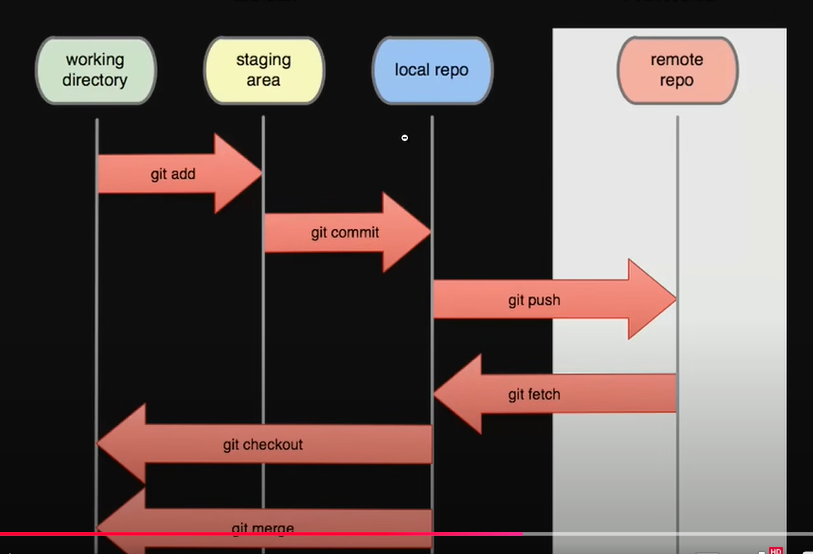 working
directory
staging
area
local repo
remote
repo
git add
git commit
git push
git fetch
git checkout
git merge
HD